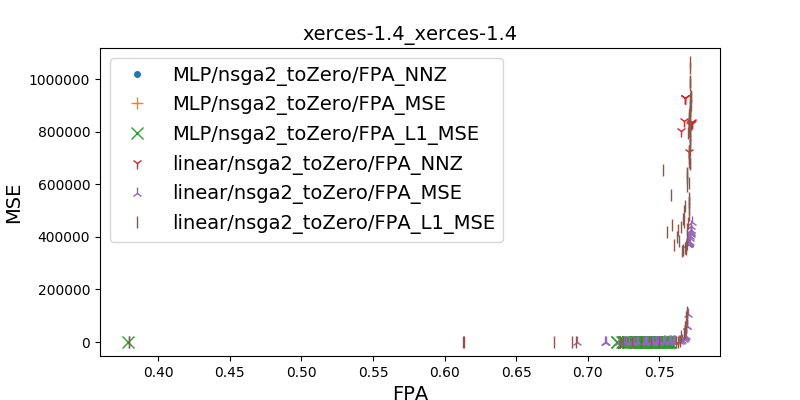 xerces-1.4_xerces-1.4
MLP/nsga2_toZero/FPA_NNZ
MLP/nsga2_toZero/FPA_MSE
MLP/nsga2_toZero/FPA_L1_MSE
linear/nsga2_toZero/FPA_NNZ
linear/nsga2_toZero/FPA_MSE
linear/nsga2_toZero/FPA_L1_MSE
MSE
1000000
800000
600000
400000
200000
0
0.40 0.45 0.50 0.55 0.60 0.65 0.70 0.75
FPA